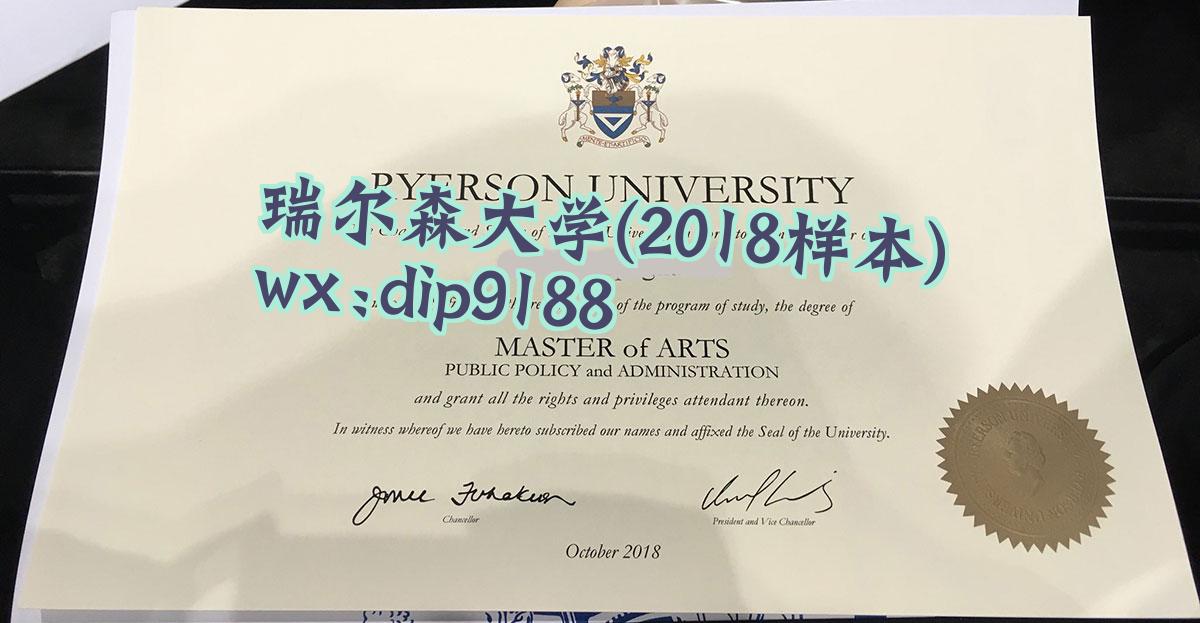 MENTE·ET·ARTIFICIO
RYERSON UNIVERSITY
瑞尔森大学(2018样本)
wx:dip9188
of the program of study, the degree of
MASTER of ARTS
PUBLIC POLICY and ADMINISTRATION
and grant all the rights and privileges attendant thereon.
In witness whereof we have hereto subscribed our names and affixed the Seal of the University.
Chancellor
President and Vice Chancellor
October 2018